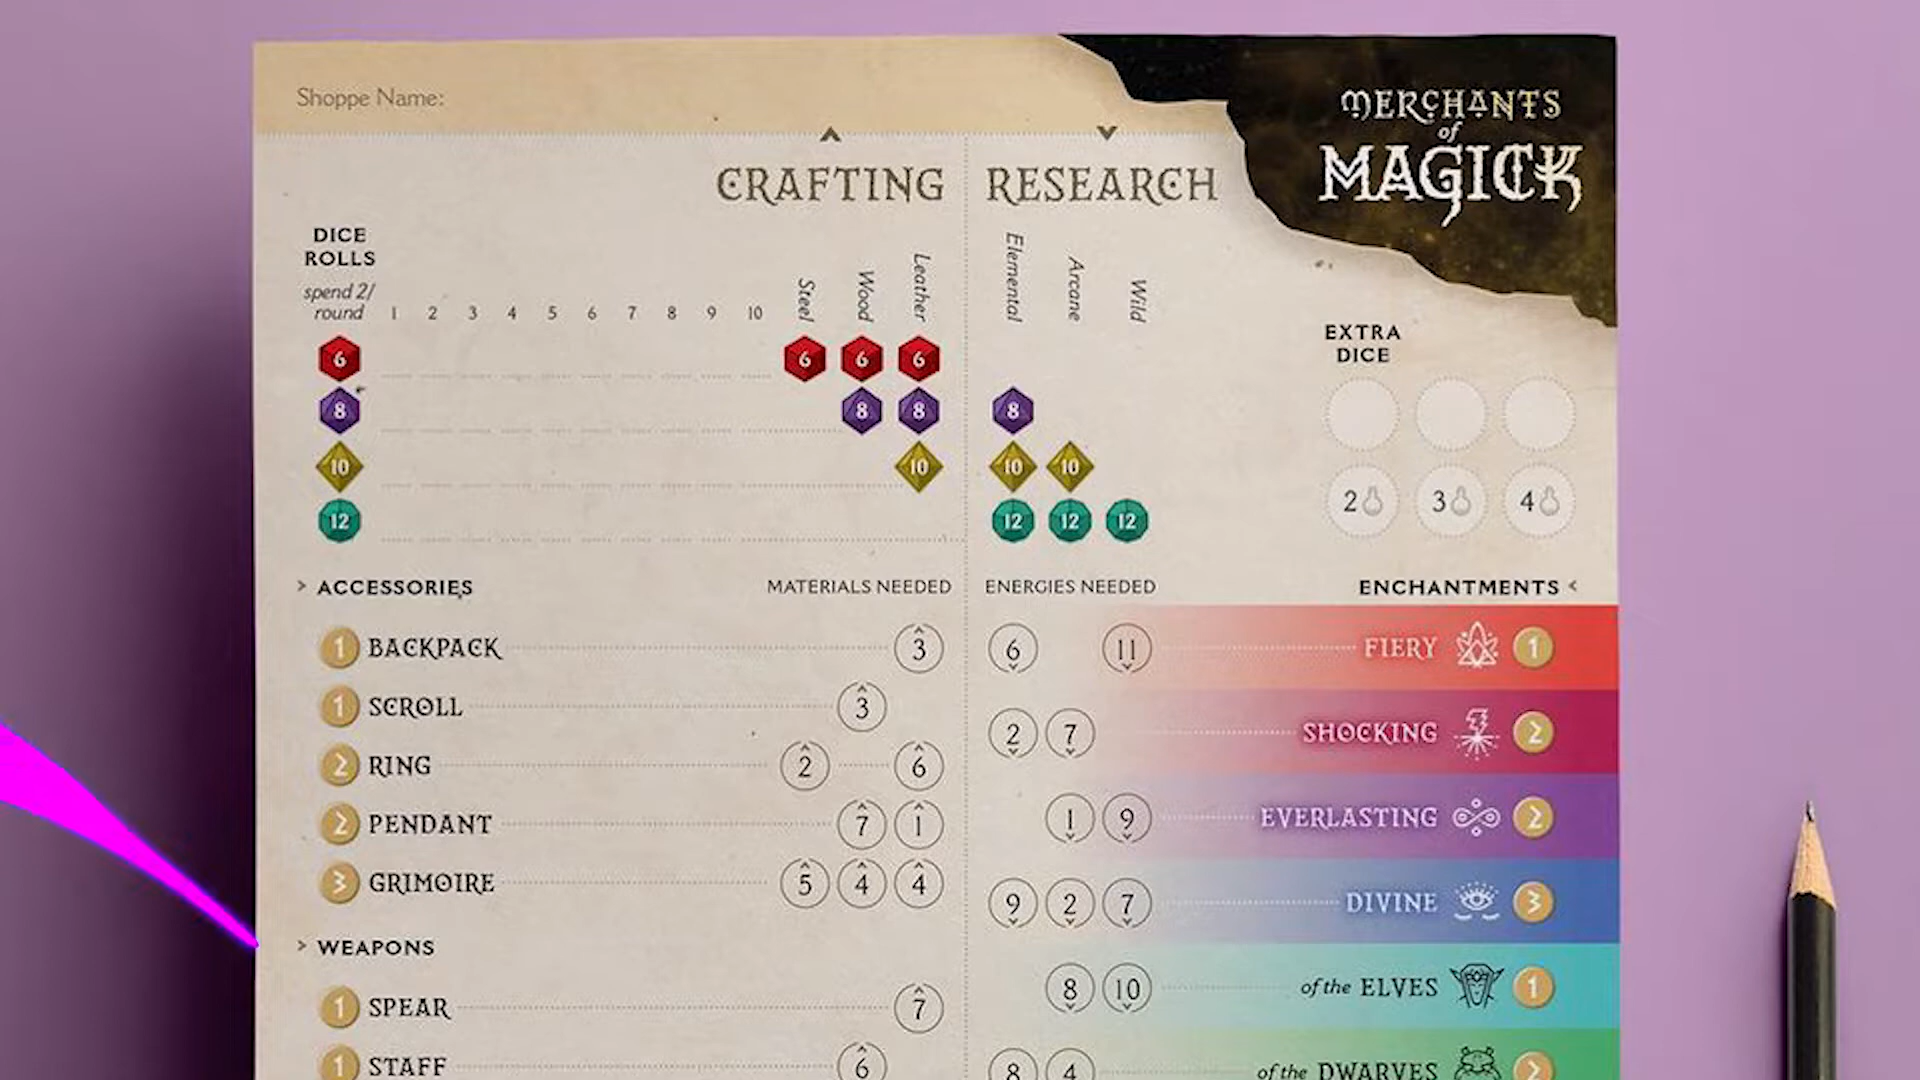 Shoppe Name:
MERCHANTS
of
MAGICK
CRAFTING
RESEARCH
DICE
ROLLS
spend 2/
round
1 2 3 4 5 6 7 8 9 10
Steel
Wood
Leather
Elemental
Arcane
Wild
EXTRA
DICE
6 6 6 6
8 8 8 8
10 10 10 10
12 12 12 12
2 3 4
> ACCESSORIES MATERIALS NEEDED
ENERGIES NEEDED ENCHANTMENTS <
1 BACKPACK 3
1 SCROLL 3
2 RING 2 6
2 PENDANT 7 1
3 GRIMOIRE 5 4 4
> WEAPONS
1 SPEAR 7
1 STAFF 6
6 11 FIERY 1
2 7 SHOCKING 2
1 9 EVERLASTING 2
9 2 7 DIVINE 3
8 10 of the ELVES 1
8 4 of the DWARVES 2